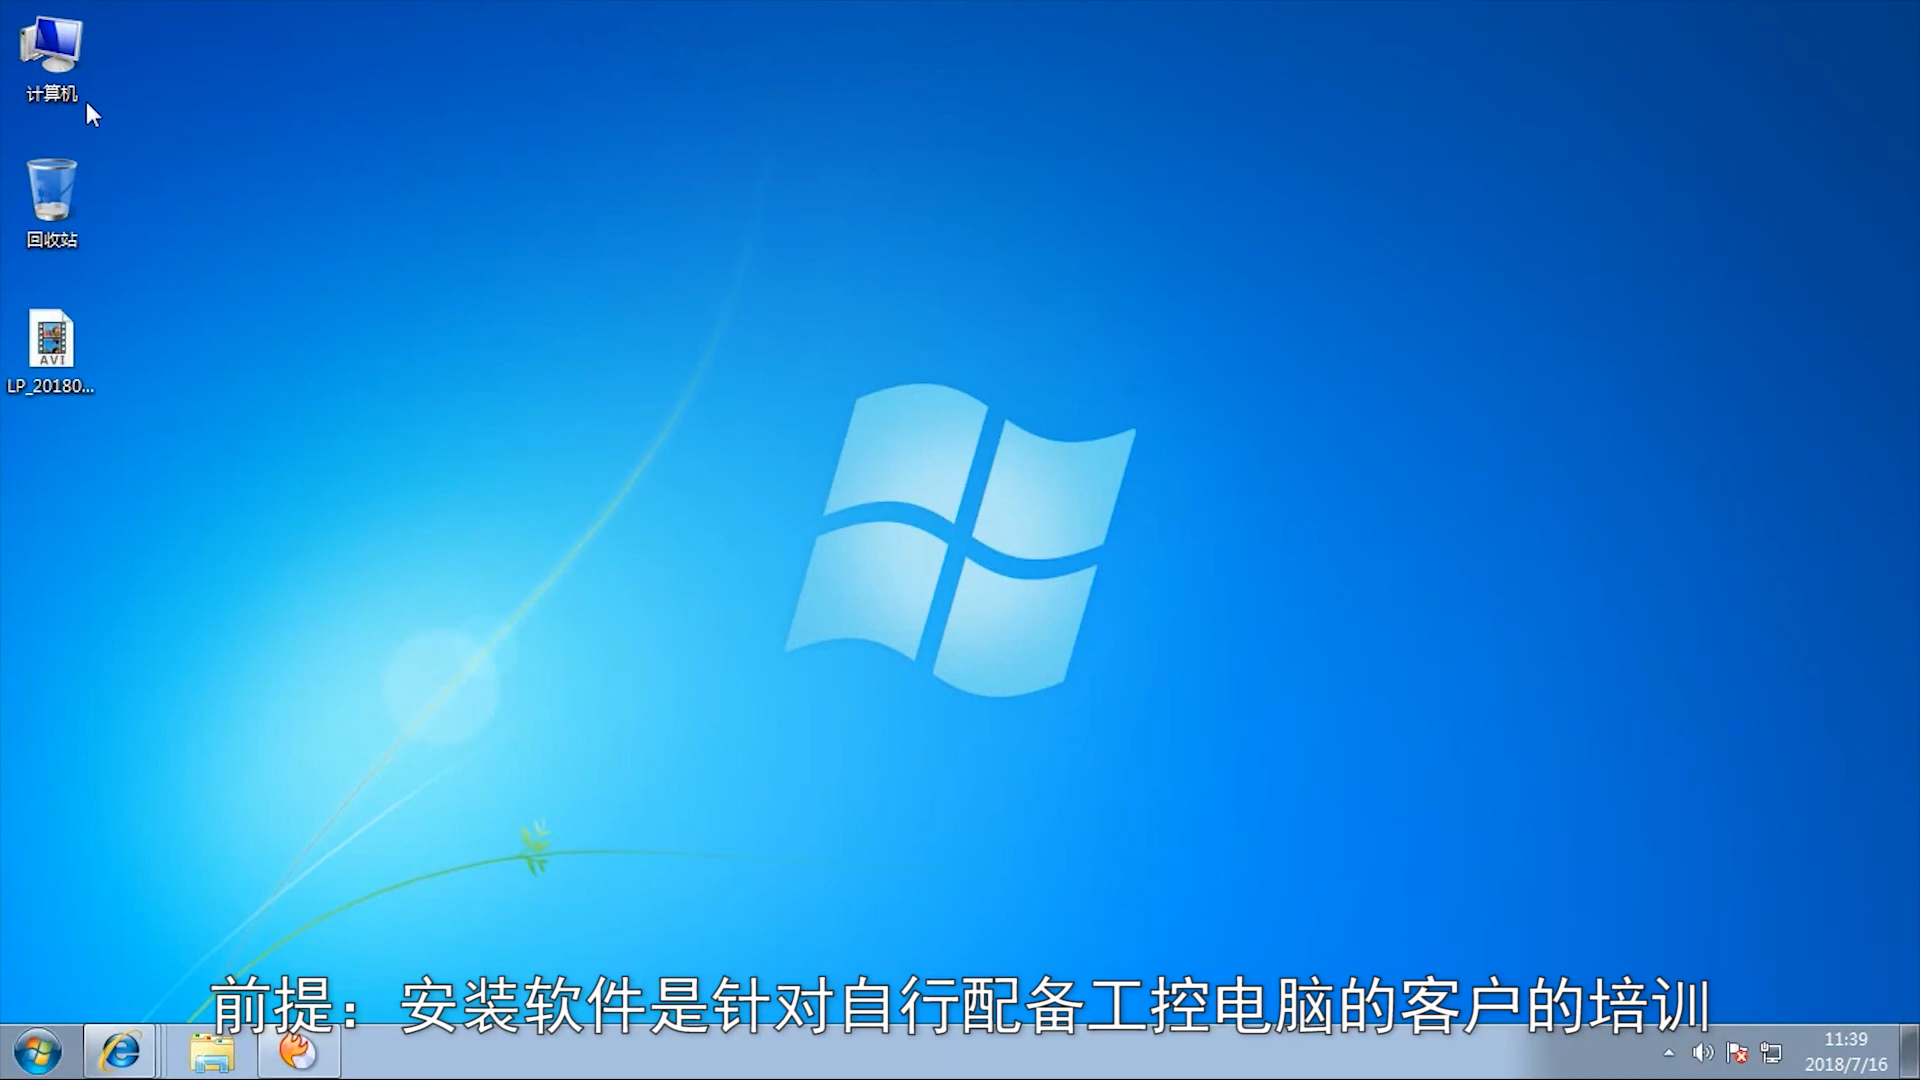 计算机
回收站
AVI
LP_20180...
前提：安装软件是针对自行配备工控电脑的客户的培训
11:39
2018/7/16